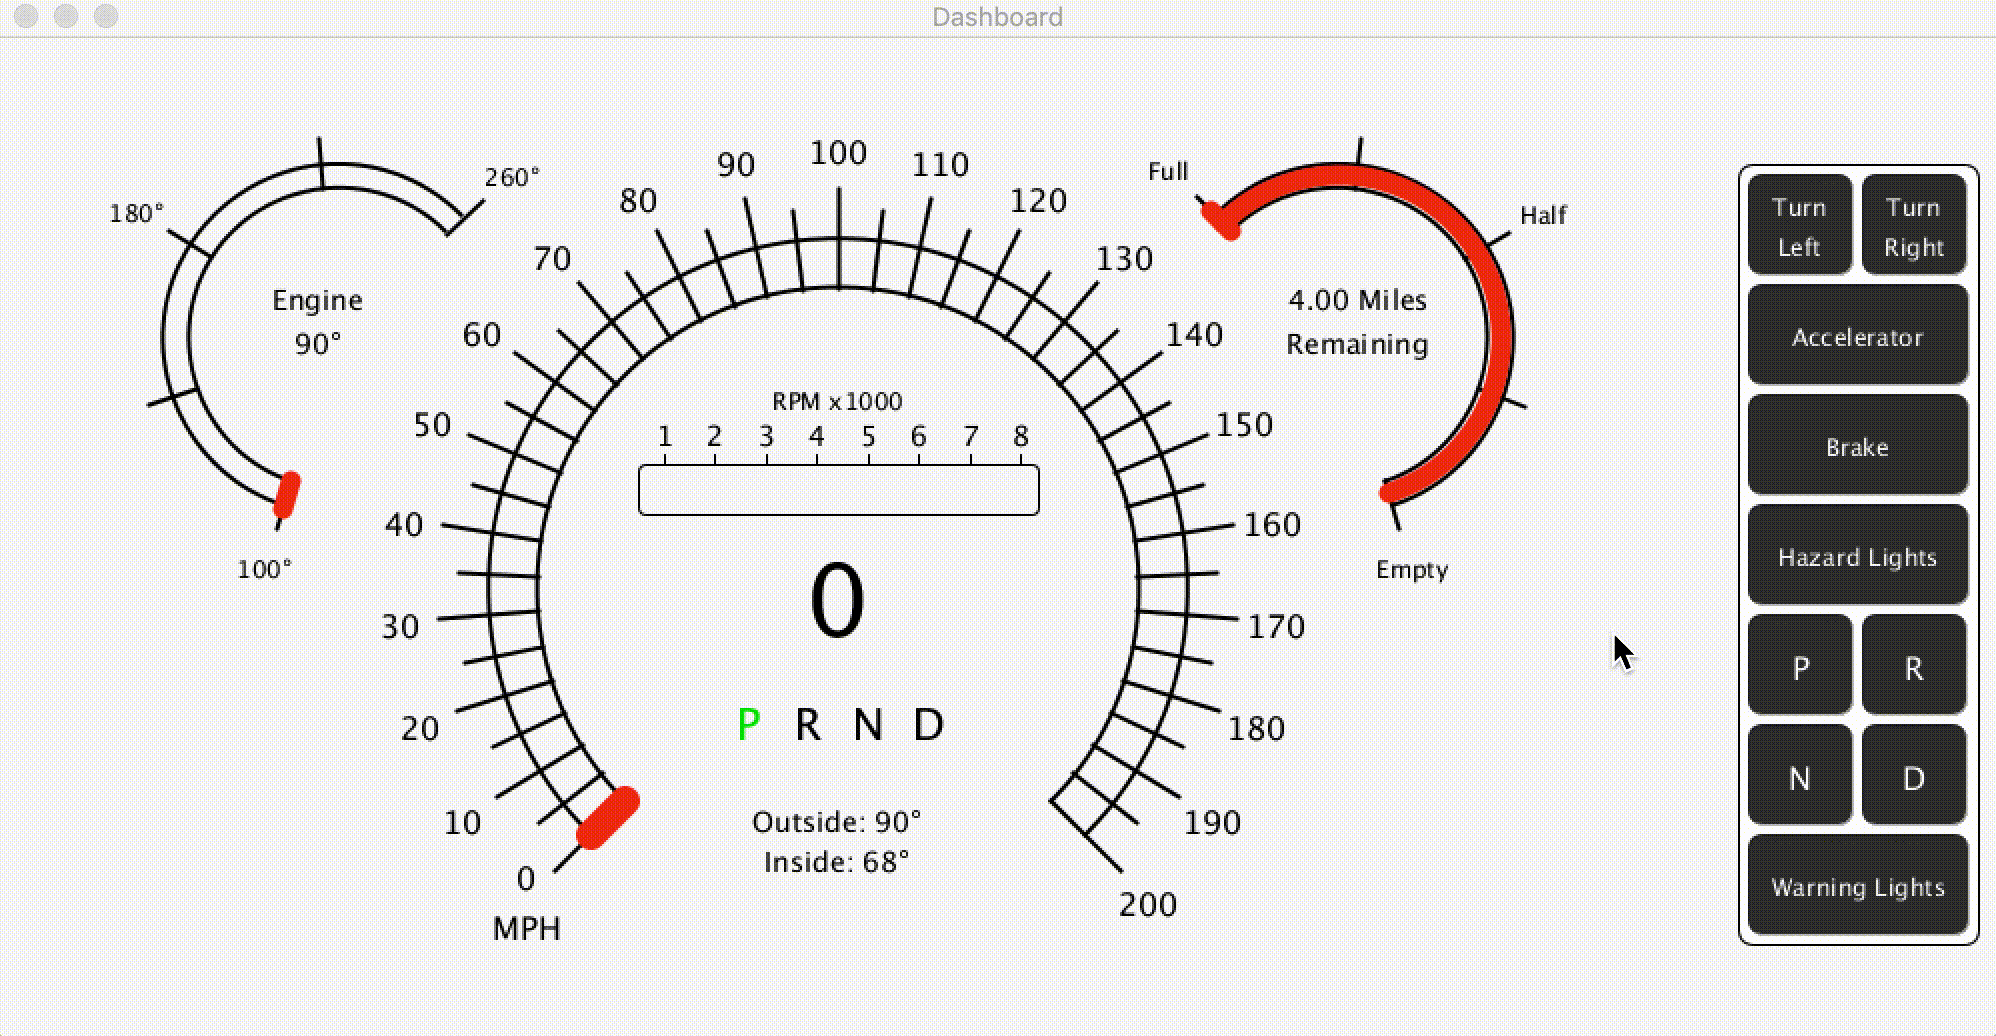 Dashboard
180°
260°
Engine
90°
100°
0
10
20
30
40
50
60
70
80
90
100
110
120
130
140
150
160
170
180
190
200
MPH
RPM x1000
1 2 3 4 5 6 7 8
0
P R N D
Outside: 90°
Inside: 68°
Full
Half
4.00 Miles
Remaining
Empty
Turn
Left
Turn
Right
Accelerator
Brake
Hazard Lights
P R
N D
Warning Lights